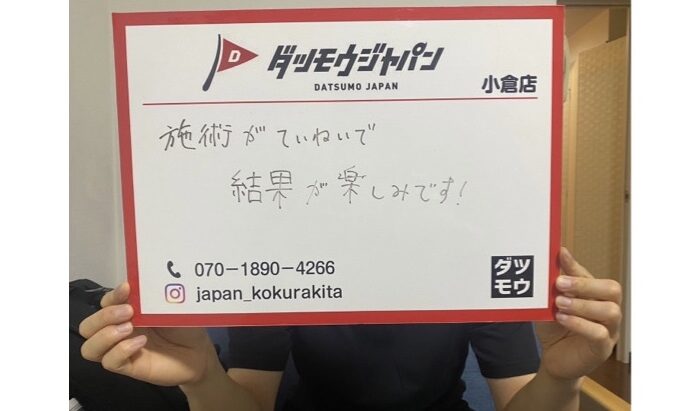 D
ダツモウジャパン
DATSUMO JAPAN
小倉店
施術がていねいで
結果が楽しみです!
070-1890-4266
japan_kokurakita
ダツ
モウ